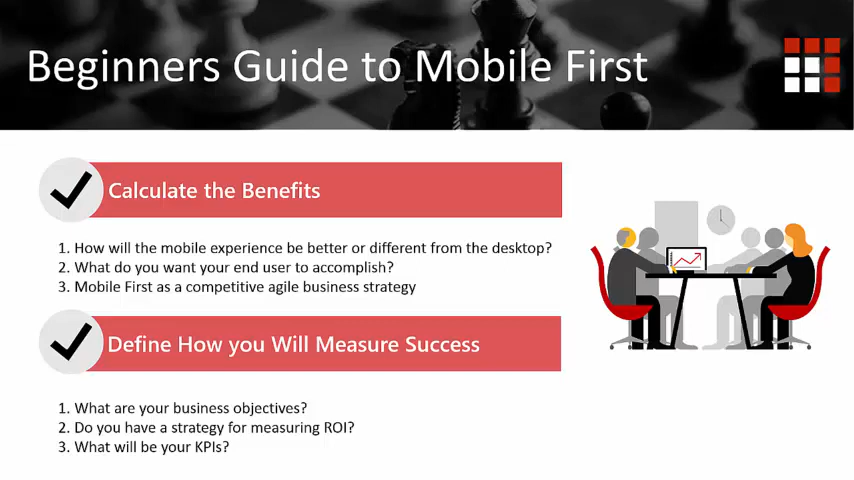 Beginners Guide to Mobile First
Calculate the Benefits
1. How will the mobile experience be better or different from the desktop?
2. What do you want your end user to accomplish?
3. Mobile First as a competitive agile business strategy
Define How you Will Measure Success
1. What are your business objectives?
2. Do you have a strategy for measuring ROI?
3. What will be your KPIs?